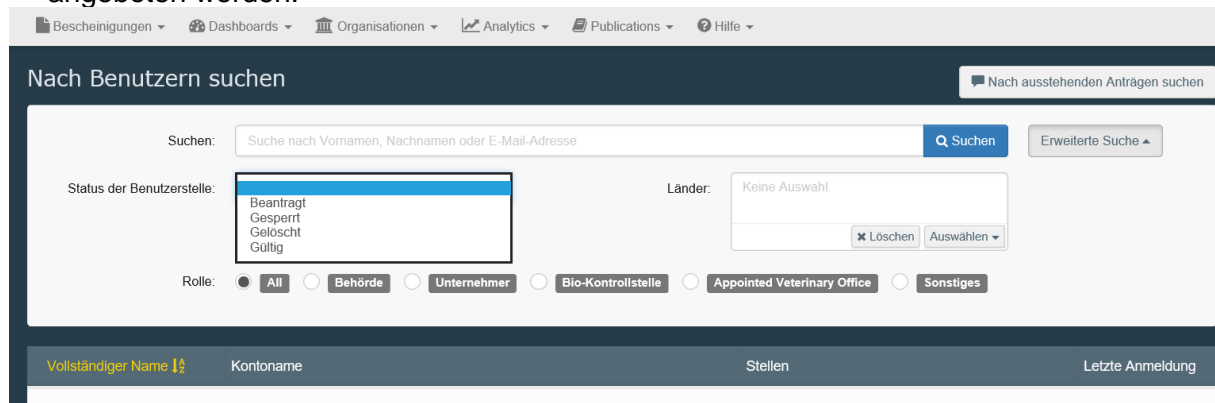 angeboten werden.
Bescheinigungen Dashboards Organisationen Analytics Publications Hilfe
Nach Benutzern suchen
Nach ausstehenden Anträgen suchen
Suchen: Suche nach Vornamen, Nachnamen oder E-Mail-Adresse Suchen Erweiterte Suche
Status der Benutzerstelle:
Beantragt
Gesperrt
Gelöscht
Gültig
Länder: Keine Auswahl.
Löschen Auswählen
Rolle: All Behörde Unternehmer Bio-Kontrollstelle Appointed Veterinary Office Sonstiges
Vollständiger Name Kontoname Stellen Letzte Anmeldung